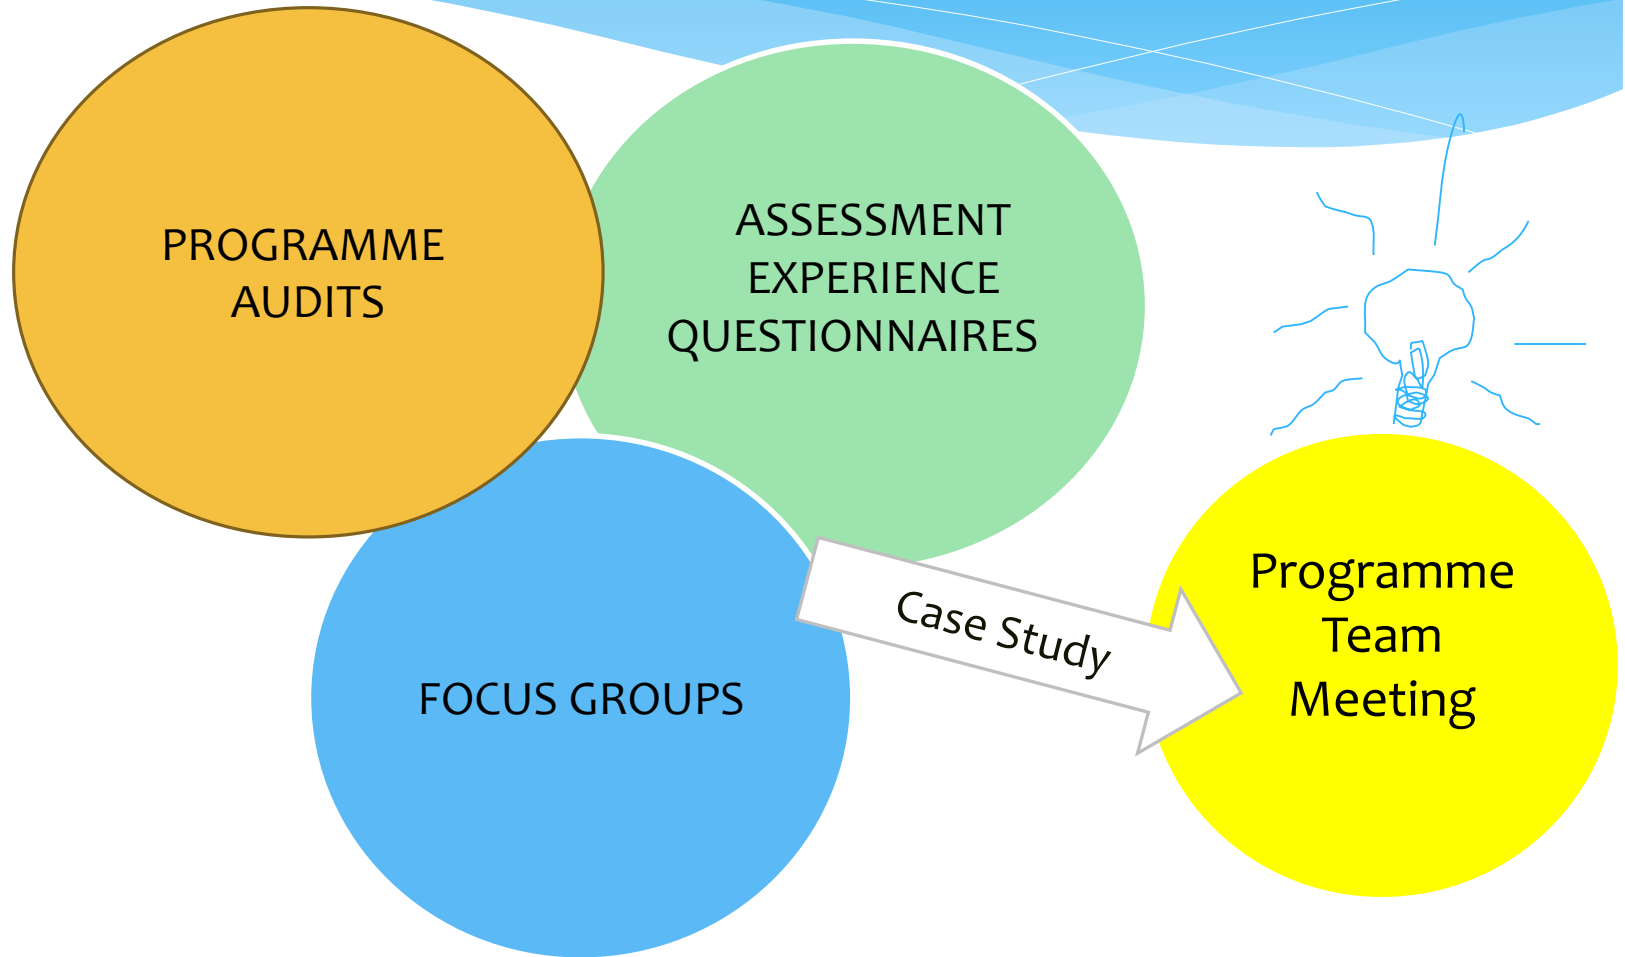 PROGRAMME
AUDITS
ASSESSMENT
EXPERIENCE
QUESTIONNAIRES
FOCUS GROUPS
Case Study
Programme
Team
Meeting